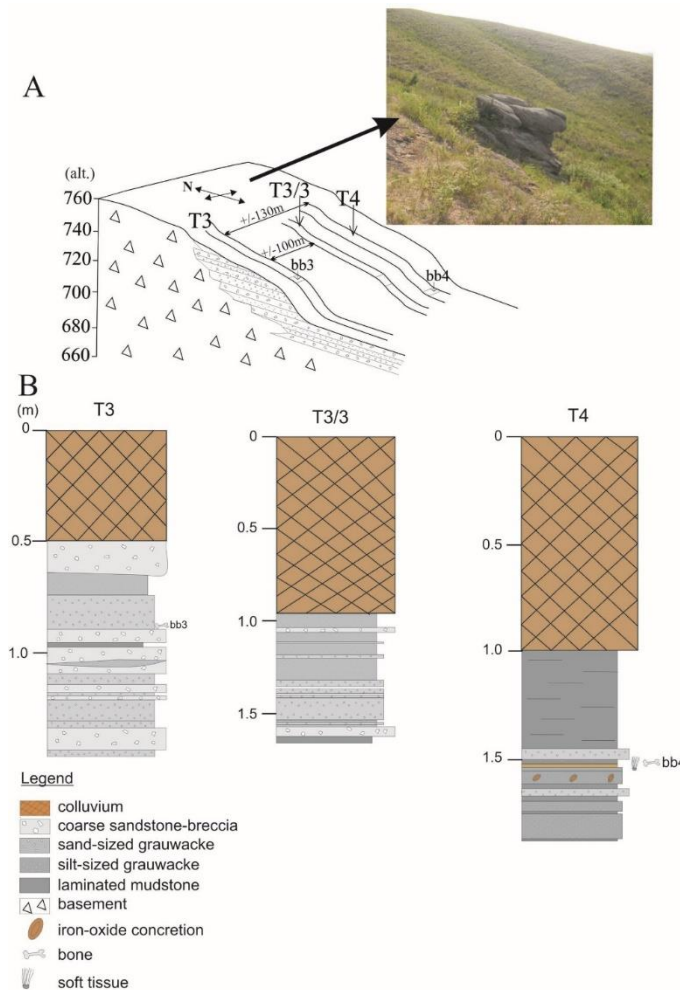 A
(alt.)
760
740
720
700
680
660
N
T3
T3/3
T4
+/-130m
+/-100m
bb3
bb4
B
(m)
T3
0
0.5
1.0
bb3
T3/3
0
0.5
1.0
1.5
T4
0
0.5
1.0
1.5
bb4
Legend
colluvium
coarse sandstone-breccia
sand-sized grauwacke
silt-sized grauwacke
laminated mudstone
basement
iron-oxide concretion
bone
soft tissue